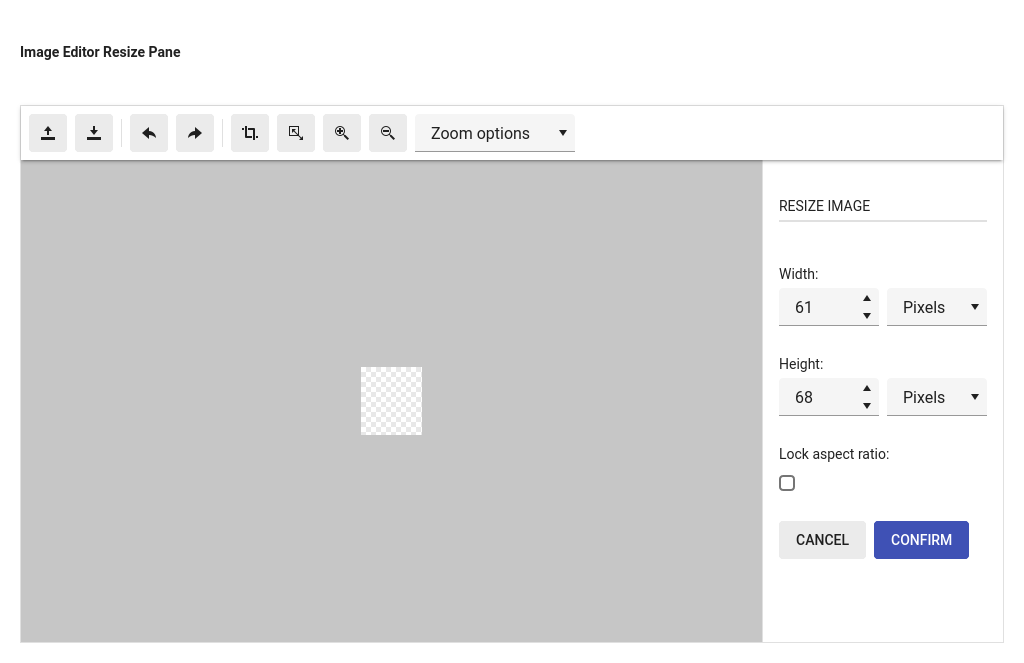 Image Editor Resize Pane
Zoom options
RESIZE IMAGE
Width:
61 Pixels
Height:
68 Pixels
Lock aspect ratio:
CANCEL CONFIRM